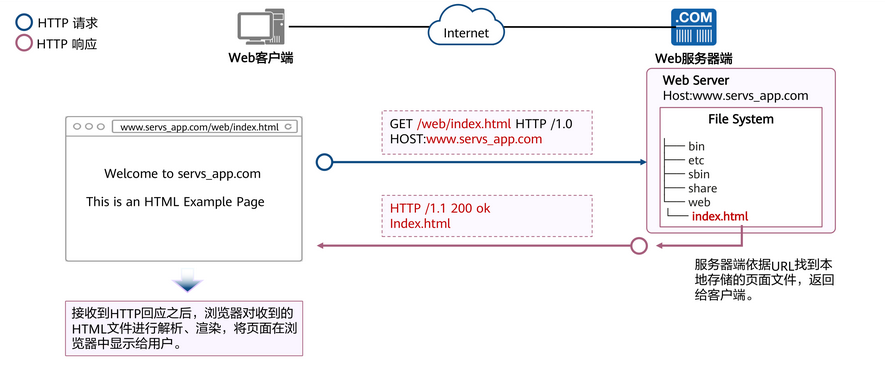 HTTP 请求
HTTP 响应
Web客户端
Internet
.COM
Web服务器端
Web Server
Host:www.servs_app.com
File System
bin
etc
sbin
share
web
index.html
www.servs_app.com/web/index.html
Welcome to servs_app.com
This is an HTML Example Page
GET /web/index.html HTTP /1.0
HOST:www.servs_app.com
HTTP /1.1 200 ok
Index.html
服务器端依据URL找到本
地存储的页面文件，返回
给客户端。
接收到HTTP回应之后，浏览器对收到的
HTML文件进行解析、渲染，将页面在浏
览器中显示给用户。